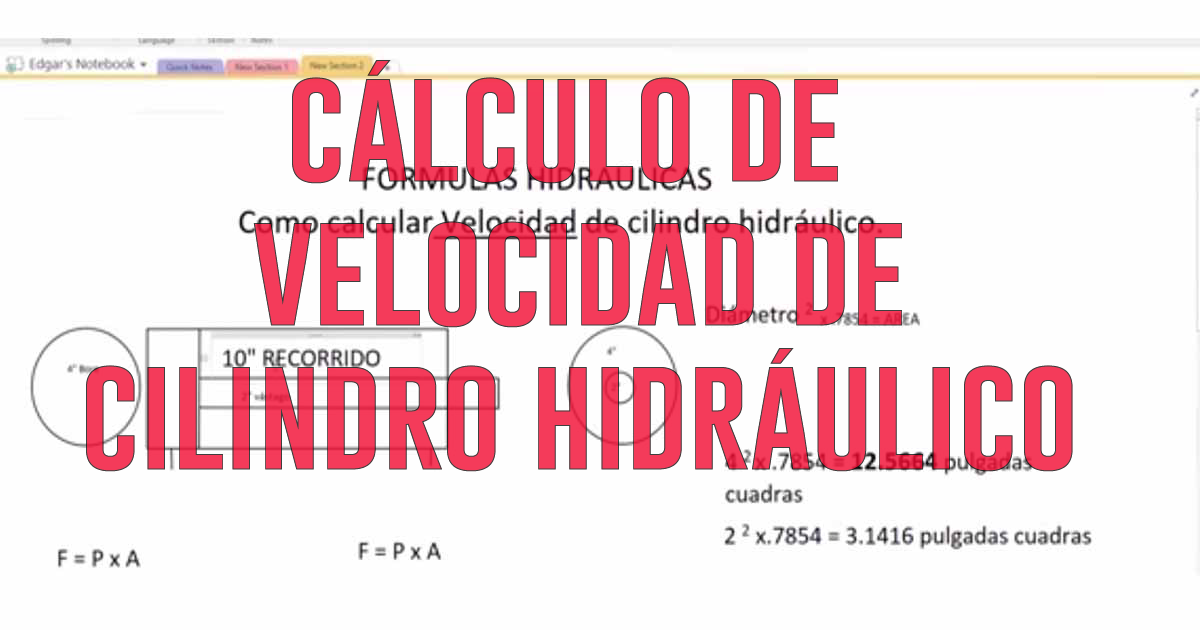 Spelling Language Section Notes
Edgar's Notebook Quick Notes New Section 1 New Section 2 +
CÁLCULO DE
FORMULAS HIDRAULICAS
Como calcular Velocidad de cilindro hidráulico.
VELOCIDAD DE
Diámetro ² x .7854 = AREA
10" RECORRIDO
4"
4"
2"
2" vástago
CILINDRO HIDRÁULICO
4 ² x .7854 = 12.5664 pulgadas
cuadras
2 ² x.7854 = 3.1416 pulgadas cuadras
F = P x A
F = P x A